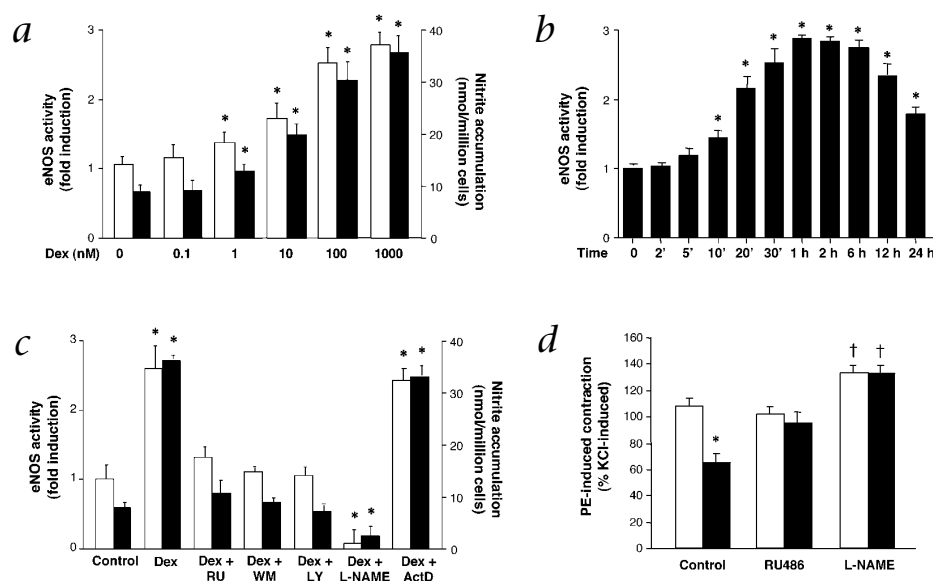 a
eNOS activity
(fold induction)
3
2
1
0
* * * * * * * *
40
30
20
10
0
Nitrite accumulation
(nmol/million cells)
Dex (nM) 0 0.1 1 10 100 1000
b
eNOS activity
(fold induction)
3
2
1
0
* * * * * * * *
Time 0 2' 5' 10' 20' 30' 1 h 2 h 6 h 12 h 24 h
c
eNOS activity
(fold induction)
3
2
1
0
* * * * * *
40
30
20
10
0
Nitrite accumulation
(nmol/million cells)
Control Dex Dex + Dex + Dex + Dex + Dex +
RU WM LY L-NAME ActD
d
PE-induced contraction
(% KCl-induced)
160
140
120
100
80
60
40
20
0
* † †
Control RU486 L-NAME